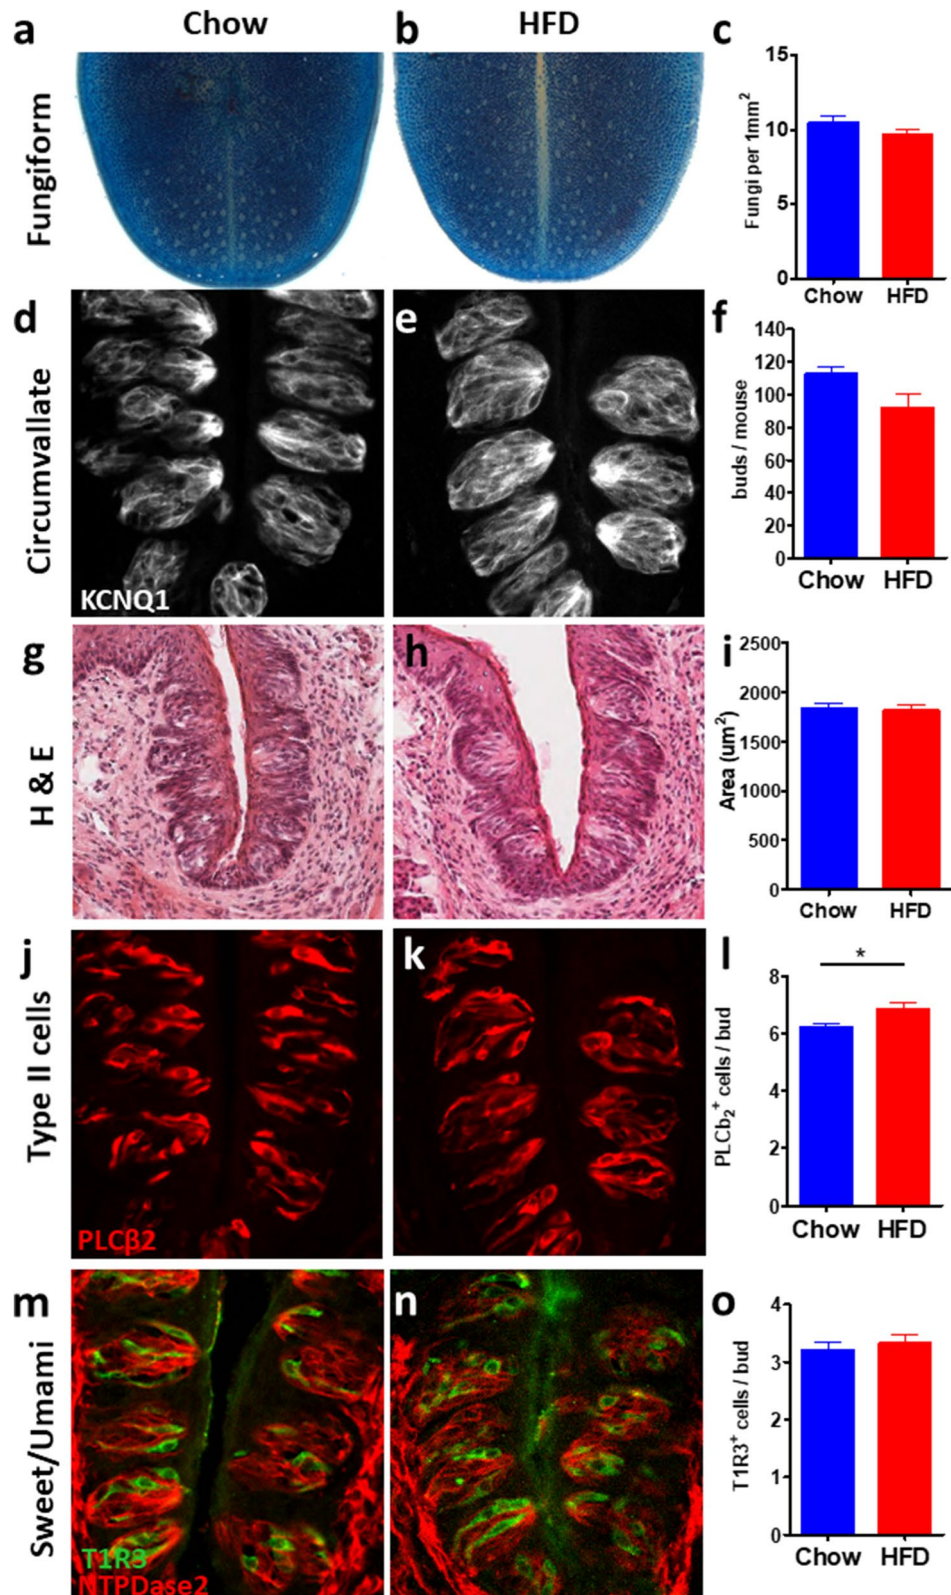 Chow
HFD
a
b
c
Fungiform
Fungi per 1mm²
15
10
5
0
Chow
HFD
d
e
f
Circumvallate
KCNQ1
buds / mouse
140
120
100
80
60
40
20
0
Chow
HFD
g
h
i
H & E
Area (um²)
2500
2000
1500
1000
500
0
Chow
HFD
j
k
l
Type II cells
PLCβ2
*
PLCb₂⁺ cells / bud
8
6
4
2
0
Chow
HFD
m
n
o
Sweet/Umami
T1R3
NTPDase2
T1R3⁺ cells / bud
4
3
2
1
0
Chow
HFD